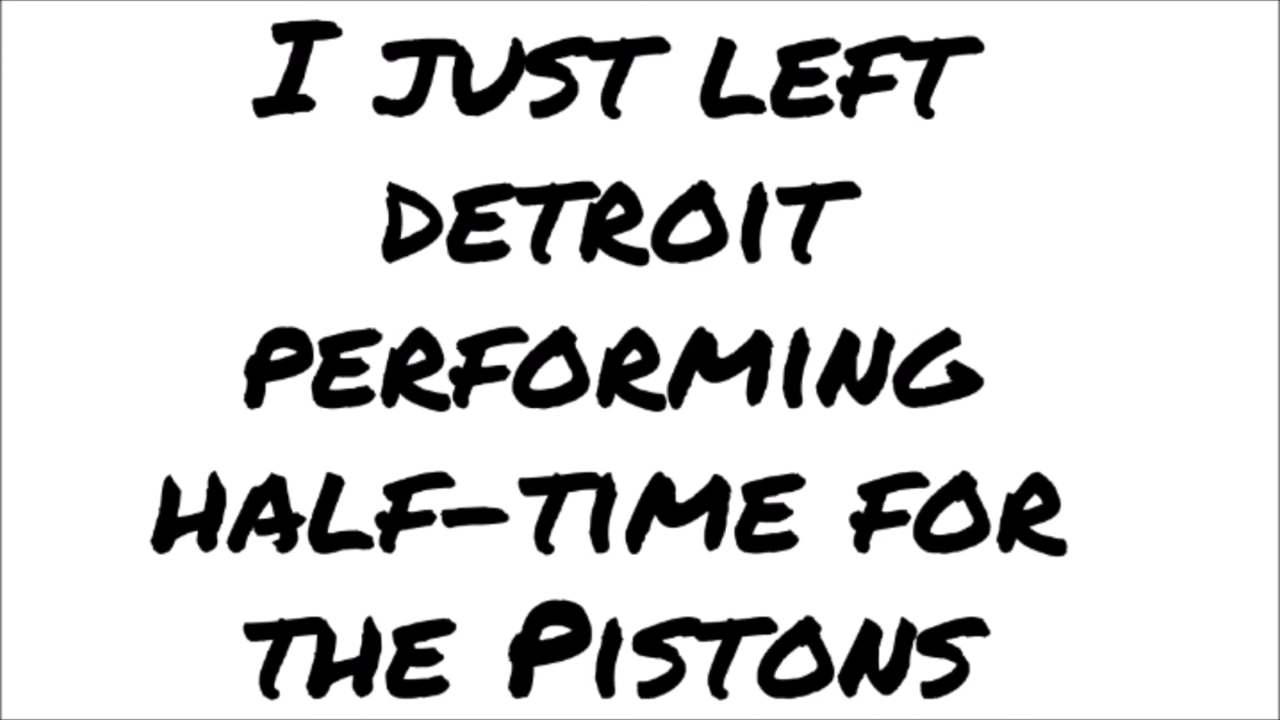 I just left
detroit
performing
half-time for
the Pistons